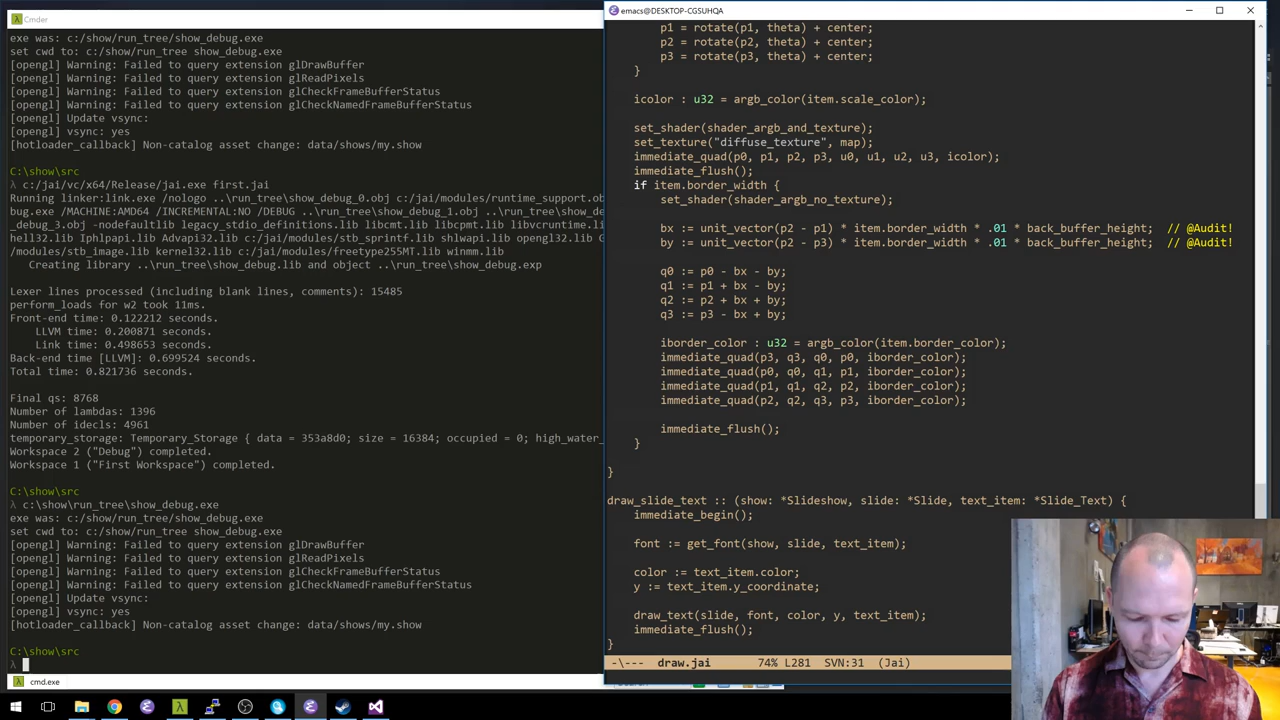 Cmder
exe was: c:/show/run_tree/show_debug.exe
set cwd to: c:/show/run_tree show_debug.exe
[opengl] Warning: Failed to query extension glDrawBuffer
[opengl] Warning: Failed to query extension glReadPixels
[opengl] Warning: Failed to query extension glCheckFrameBufferStatus
[opengl] Warning: Failed to query extension glCheckNamedFrameBufferStatus
[opengl] Update vsync:
[opengl] vsync: yes
[hotloader_callback] Non-catalog asset change: data/shows/my.show
C:\show\src
λ c:/jai/vc/x64/Release/jai.exe first.jai
Running linker:link.exe /nologo ..\run_tree\show_debug_0.obj c:/jai/modules/runtime_support.ob
bug.exe /MACHINE:AMD64 /INCREMENTAL:NO /DEBUG ..\run_tree\show_debug_1.obj ..\run_tree\show_de
_debug_3.obj -nodefaultlib legacy_stdio_definitions.lib libcmt.lib libvcruntime.lib
hell32.lib Iphlpapi.lib Advapi32.lib c:/jai/modules/stb_sprintf.lib shlwapi.lib opengl32.lib G
/modules/stb_image.lib kernel32.lib c:/jai/modules/freetype255MT.lib winmm.lib
Creating library ..\run_tree\show_debug.lib and object ..\run_tree\show_debug.exp
Lexer lines processed (including blank lines, comments): 15485
perform_loads for w2 took 11ms.
Front-end time: 0.122212 seconds.
LLVM time: 0.200871 seconds.
Link time: 0.498653 seconds.
Back-end time [LLVM]: 0.699524 seconds.
Total time: 0.821736 seconds.
Final qs: 8768
Number of lambdas: 1396
Number of idecls: 4961
temporary_storage: Temporary_Storage { data = 353a8d0; size = 16384; occupied = 0; high_water_
Workspace 2 ("Debug") completed.
Workspace 1 ("First Workspace") completed.
C:\show\src
λ c:\show\run_tree\show_debug.exe
exe was: c:/show/run_tree/show_debug.exe
set cwd to: c:/show/run_tree show_debug.exe
[opengl] Warning: Failed to query extension glDrawBuffer
[opengl] Warning: Failed to query extension glReadPixels
[opengl] Warning: Failed to query extension glCheckFrameBufferStatus
[opengl] Warning: Failed to query extension glCheckNamedFrameBufferStatus
[opengl] Update vsync:
[opengl] vsync: yes
[hotloader_callback] Non-catalog asset change: data/shows/my.show
C:\show\src
λ
cmd.exe
emacs@DESKTOP-CGSUHQA
p1 = rotate(p1, theta) + center;
p2 = rotate(p2, theta) + center;
p3 = rotate(p3, theta) + center;
}
icolor : u32 = argb_color(item.scale_color);
set_shader(shader_argb_and_texture);
set_texture("diffuse_texture", map);
immediate_quad(p0, p1, p2, p3, u0, u1, u2, u3, icolor);
immediate_flush();
if item.border_width {
set_shader(shader_argb_no_texture);
bx := unit_vector(p2 - p1) * item.border_width * .01 * back_buffer_height; // @Audit!
by := unit_vector(p2 - p3) * item.border_width * .01 * back_buffer_height; // @Audit!
q0 := p0 - bx - by;
q1 := p1 + bx - by;
q2 := p2 + bx + by;
q3 := p3 - bx + by;
iborder_color : u32 = argb_color(item.border_color);
immediate_quad(p3, q3, q0, p0, iborder_color);
immediate_quad(p0, q0, q1, p1, iborder_color);
immediate_quad(p1, q1, q2, p2, iborder_color);
immediate_quad(p2, q2, q3, p3, iborder_color);
immediate_flush();
}
}
draw_slide_text :: (show: *Slideshow, slide: *Slide, text_item: *Slide_Text) {
immediate_begin();
font := get_font(show, slide, text_item);
color := text_item.color;
y := text_item.y_coordinate;
draw_text(slide, font, color, y, text_item);
immediate_flush();
}
-\--- draw.jai 74% L281 SVN:31 (Jai)